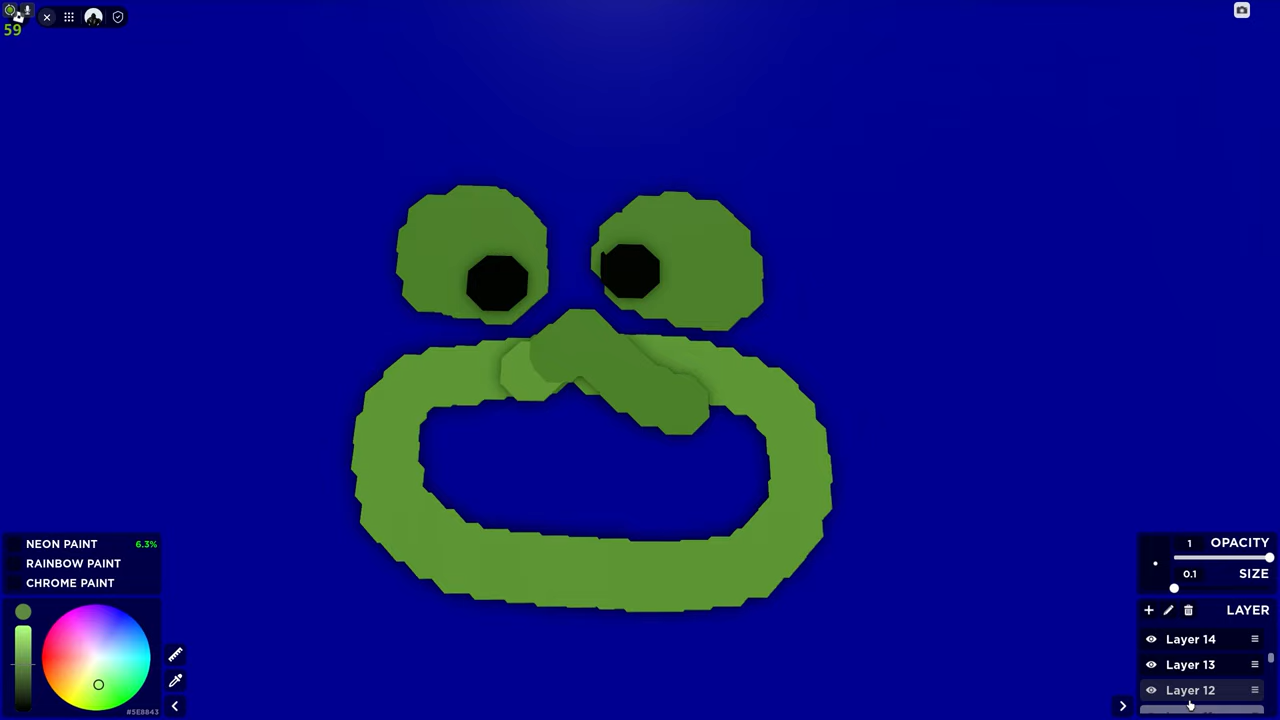 59
NEON PAINT 6.3%
RAINBOW PAINT
CHROME PAINT
#5E8843
1 OPACITY
0.1 SIZE
LAYER
Layer 14
Layer 13
Layer 12